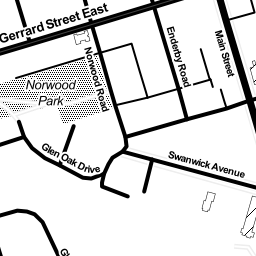 Gerrard Street East
Norwood Road
Enderby Road
Main Street
Norwood
Park
Glen Oak Drive
Swanwick Avenue